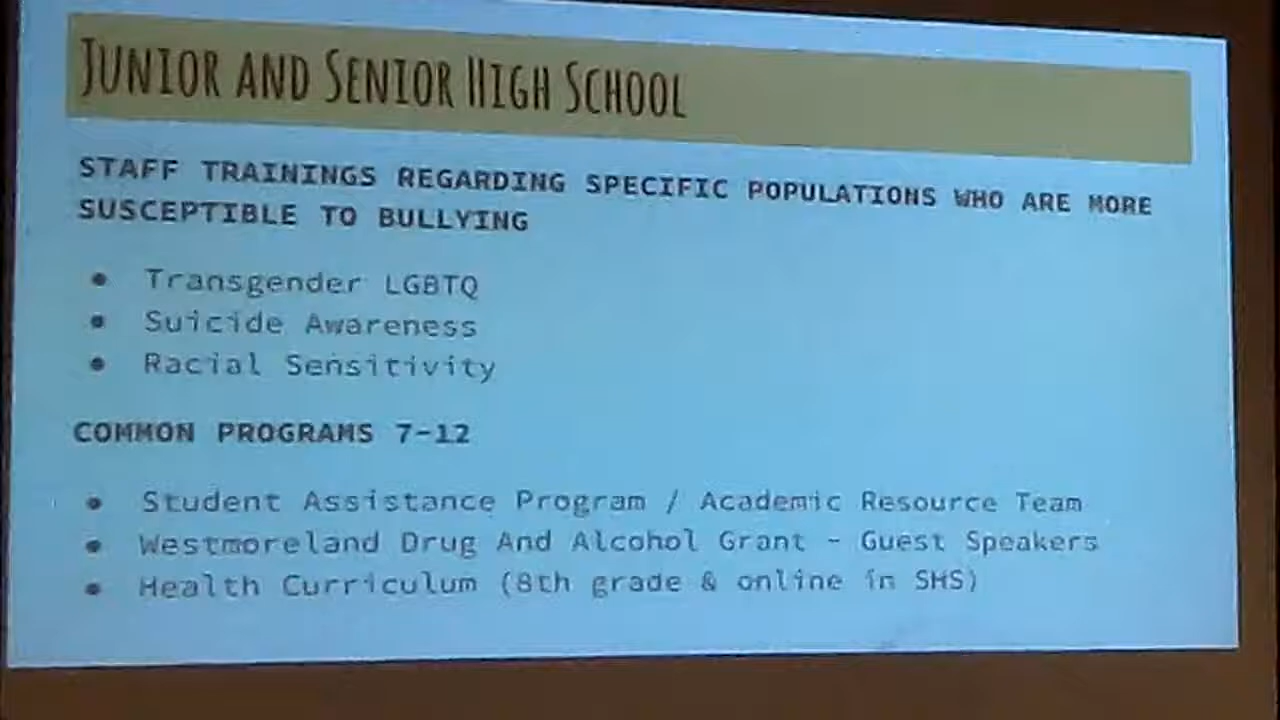 JUNIOR AND SENIOR HIGH SCHOOL
STAFF TRAININGS REGARDING SPECIFIC POPULATIONS WHO ARE MORE
SUSCEPTIBLE TO BULLYING
● Transgender LGBTQ
● Suicide Awareness
● Racial Sensitivity
COMMON PROGRAMS 7-12
● Student Assistance Program / Academic Resource Team
● Westmoreland Drug And Alcohol Grant - Guest Speakers
● Health Curriculum (8th grade & online in SHS)